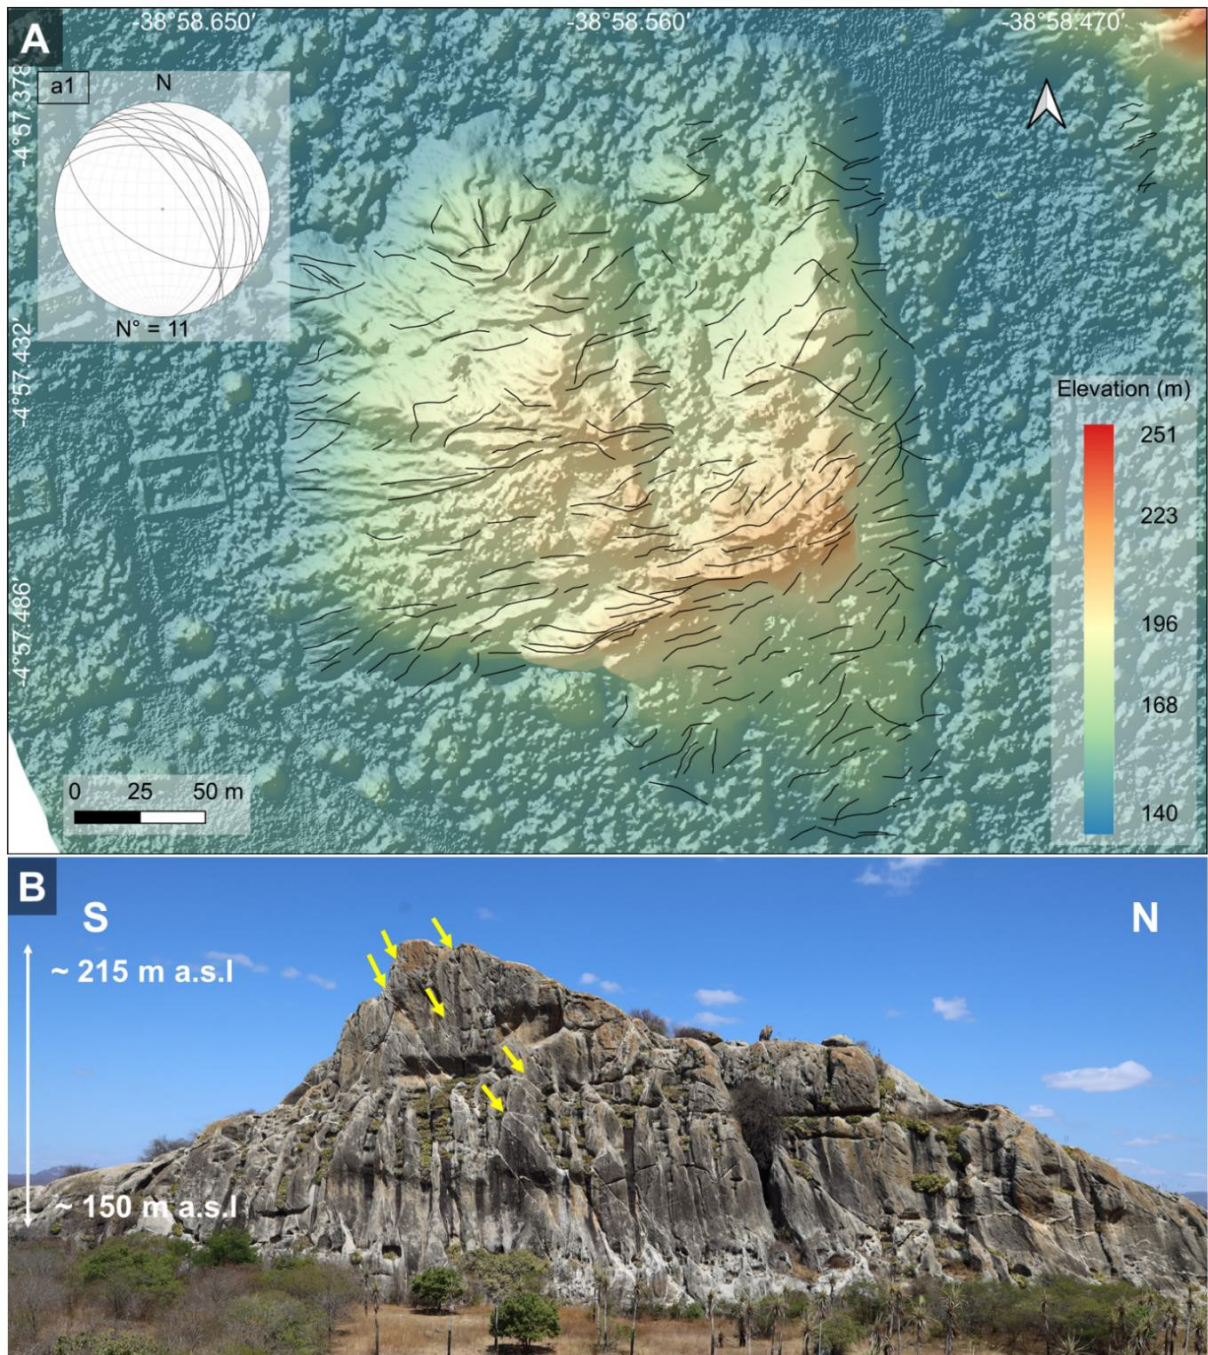 A
-38°58.650'
-38°58.560'
-38°58.470'
a1
N
N° = 11
-4°57.378'
-4°57.432'
-4°57.486'
Elevation (m)
251
223
196
168
140
0 25 50 m
B
S
N
~ 215 m a.s.l
~ 150 m a.s.l